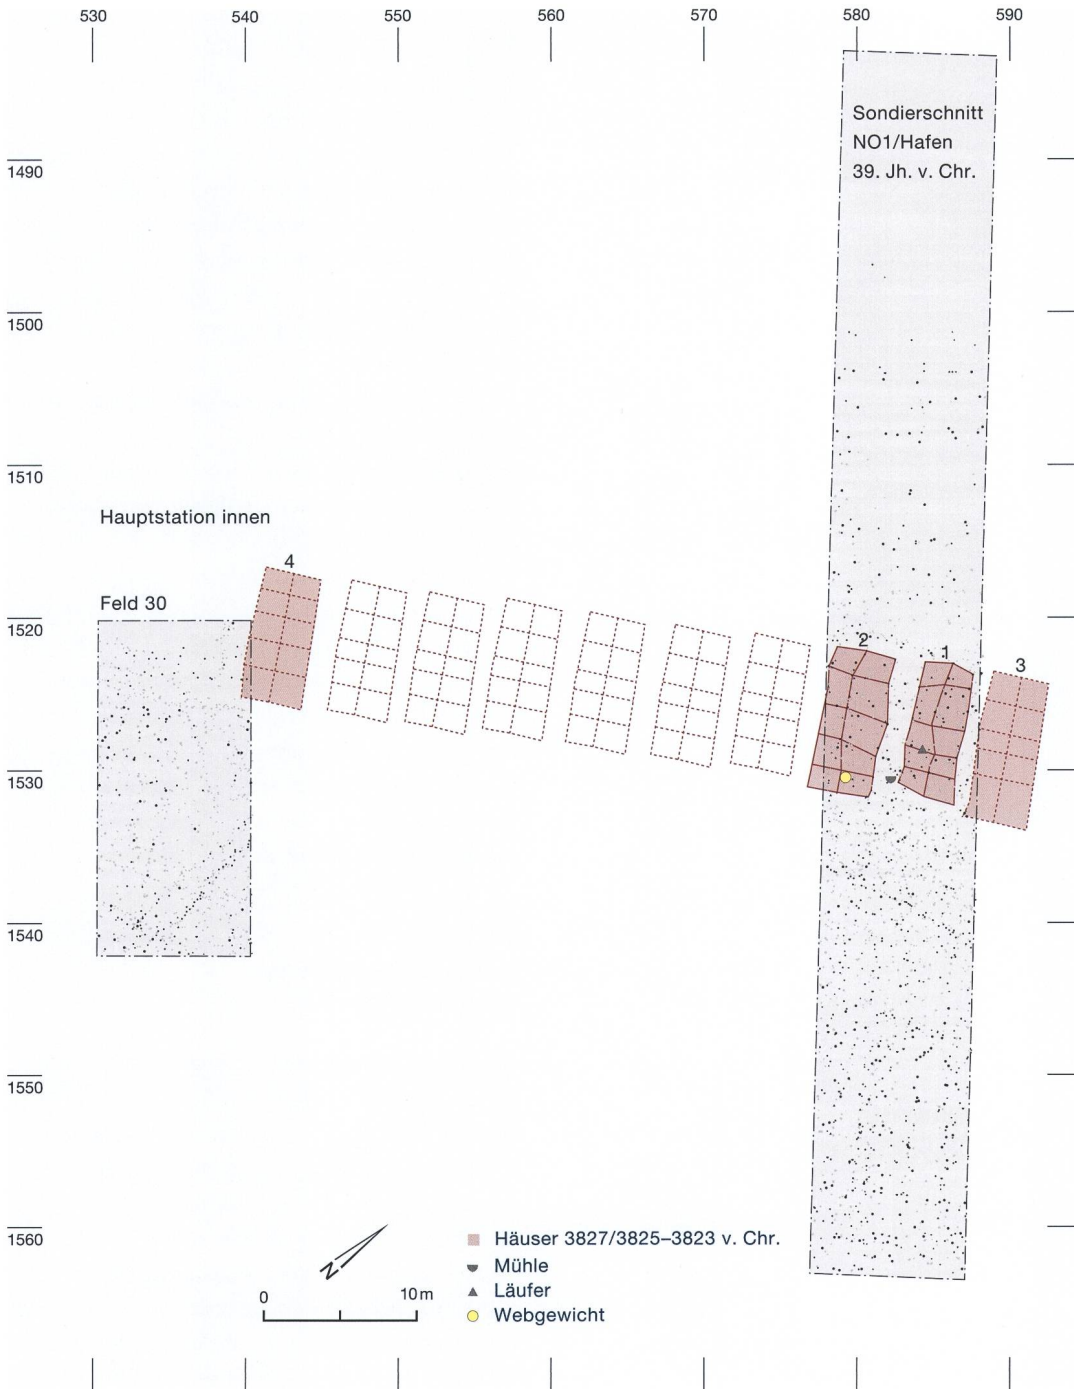 530 540 550 560 570 580 590
Sondierschnitt
NO1/Hafen
39. Jh. v. Chr.
1490
1500
1510
Hauptstation innen
4
Feld 30
1520
2 1 3
1530
1540
1550
1560
N
0 10 m
Häuser 3827/3825–3823 v. Chr.
Mühle
Läufer
Webgewicht